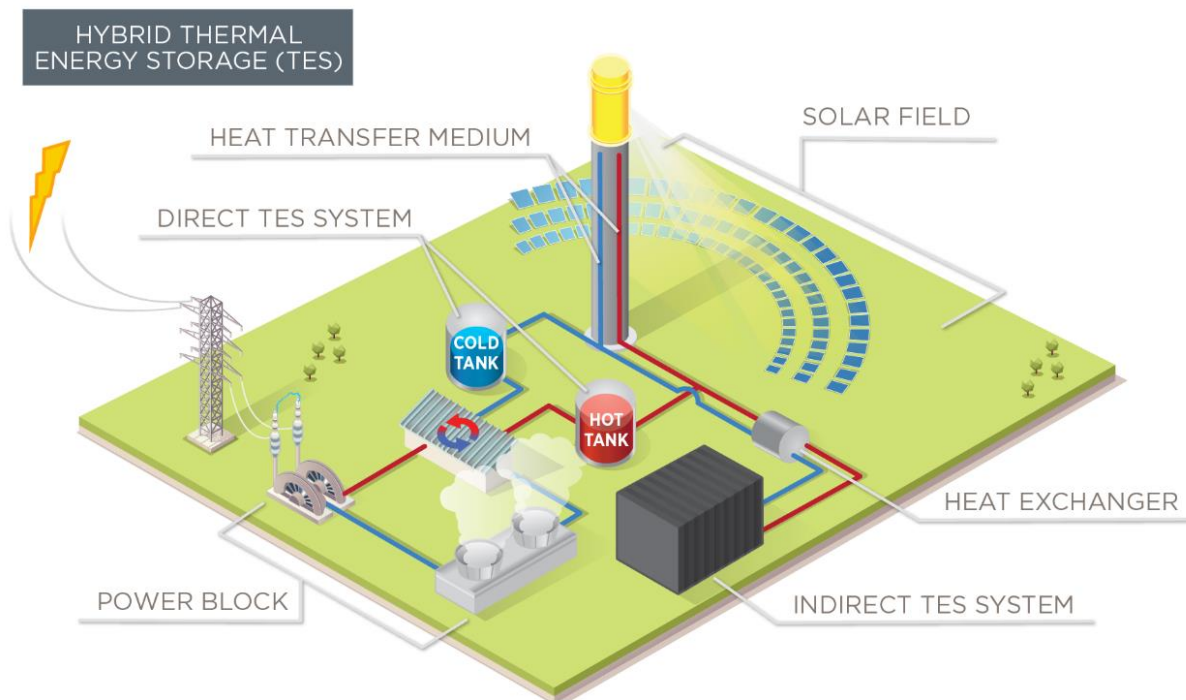 HYBRID THERMAL
ENERGY STORAGE (TES)
SOLAR FIELD
HEAT TRANSFER MEDIUM
DIRECT TES SYSTEM
COLD
TANK
HOT
TANK
HEAT EXCHANGER
POWER BLOCK
INDIRECT TES SYSTEM